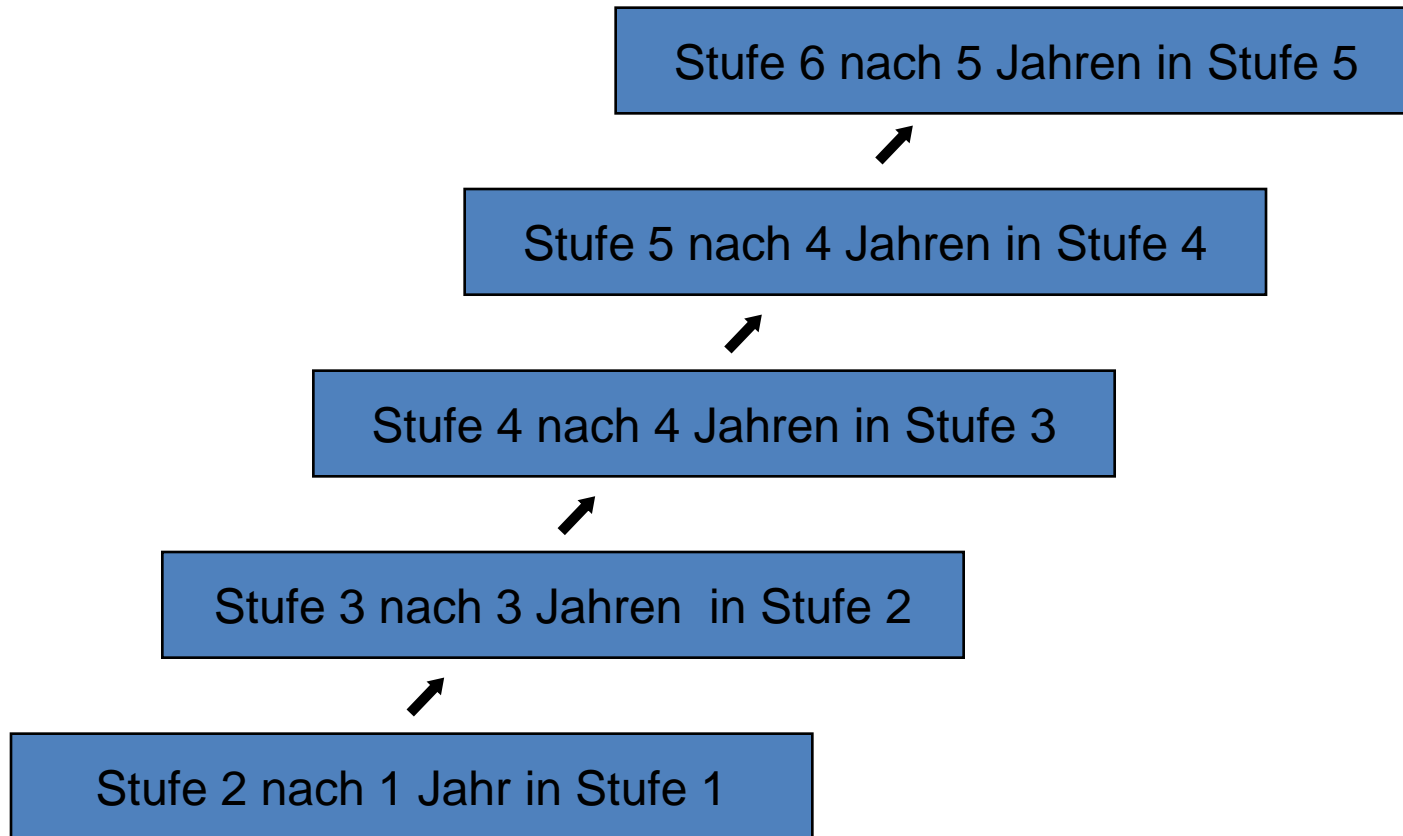 Stufe 6 nach 5 Jahren in Stufe 5
Stufe 5 nach 4 Jahren in Stufe 4
Stufe 4 nach 4 Jahren in Stufe 3
Stufe 3 nach 3 Jahren  in Stufe 2
Stufe 2 nach 1 Jahr in Stufe 1